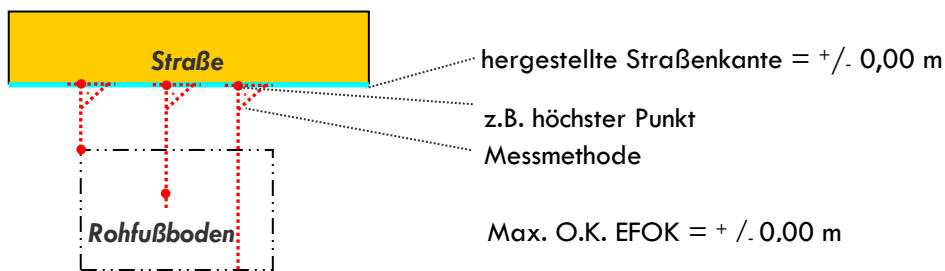 Straße
hergestellte Straßenkante = +/- 0,00 m
z.B. höchster Punkt
Messmethode
Rohfußboden
Max. O.K. EFOK = + /- 0,00 m